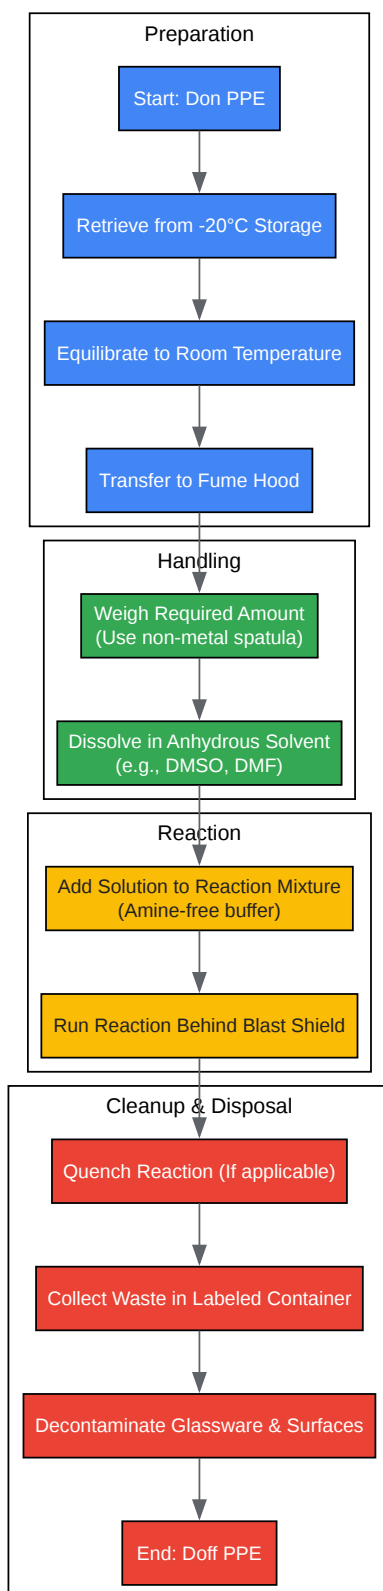 Preparation
Start: Don PPE
Retrieve from -20°C Storage
Equilibrate to Room Temperature
Transfer to Fume Hood
Handling
Weigh Required Amount
(Use non-metal spatula)
Dissolve in Anhydrous Solvent
(e.g., DMSO, DMF)
Reaction
Add Solution to Reaction Mixture
(Amine-free buffer)
Run Reaction Behind Blast Shield
Cleanup & Disposal
Quench Reaction (If applicable)
Collect Waste in Labeled Container
Decontaminate Glassware & Surfaces
End: Doff PPE